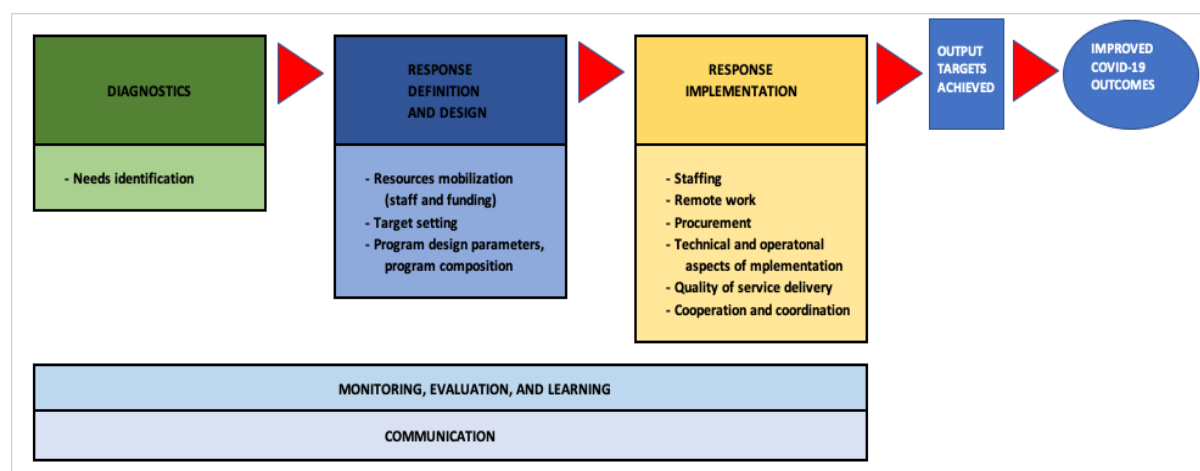 DIAGNOSTICS
- Needs identification
RESPONSE
DEFINITION
AND DESIGN
- Resources mobilization
(staff and funding)
- Target setting
- Program design parameters,
program composition
RESPONSE
IMPLEMENTATION
- Staffing
- Remote work
- Procurement
- Technical and operatonal
aspects of mplementation
- Quality of service delivery
- Cooperation and coordination
OUTPUT
TARGETS
ACHIEVED
IMPROVED
COVID-19
OUTCOMES
MONITORING, EVALUATION, AND LEARNING
COMMUNICATION